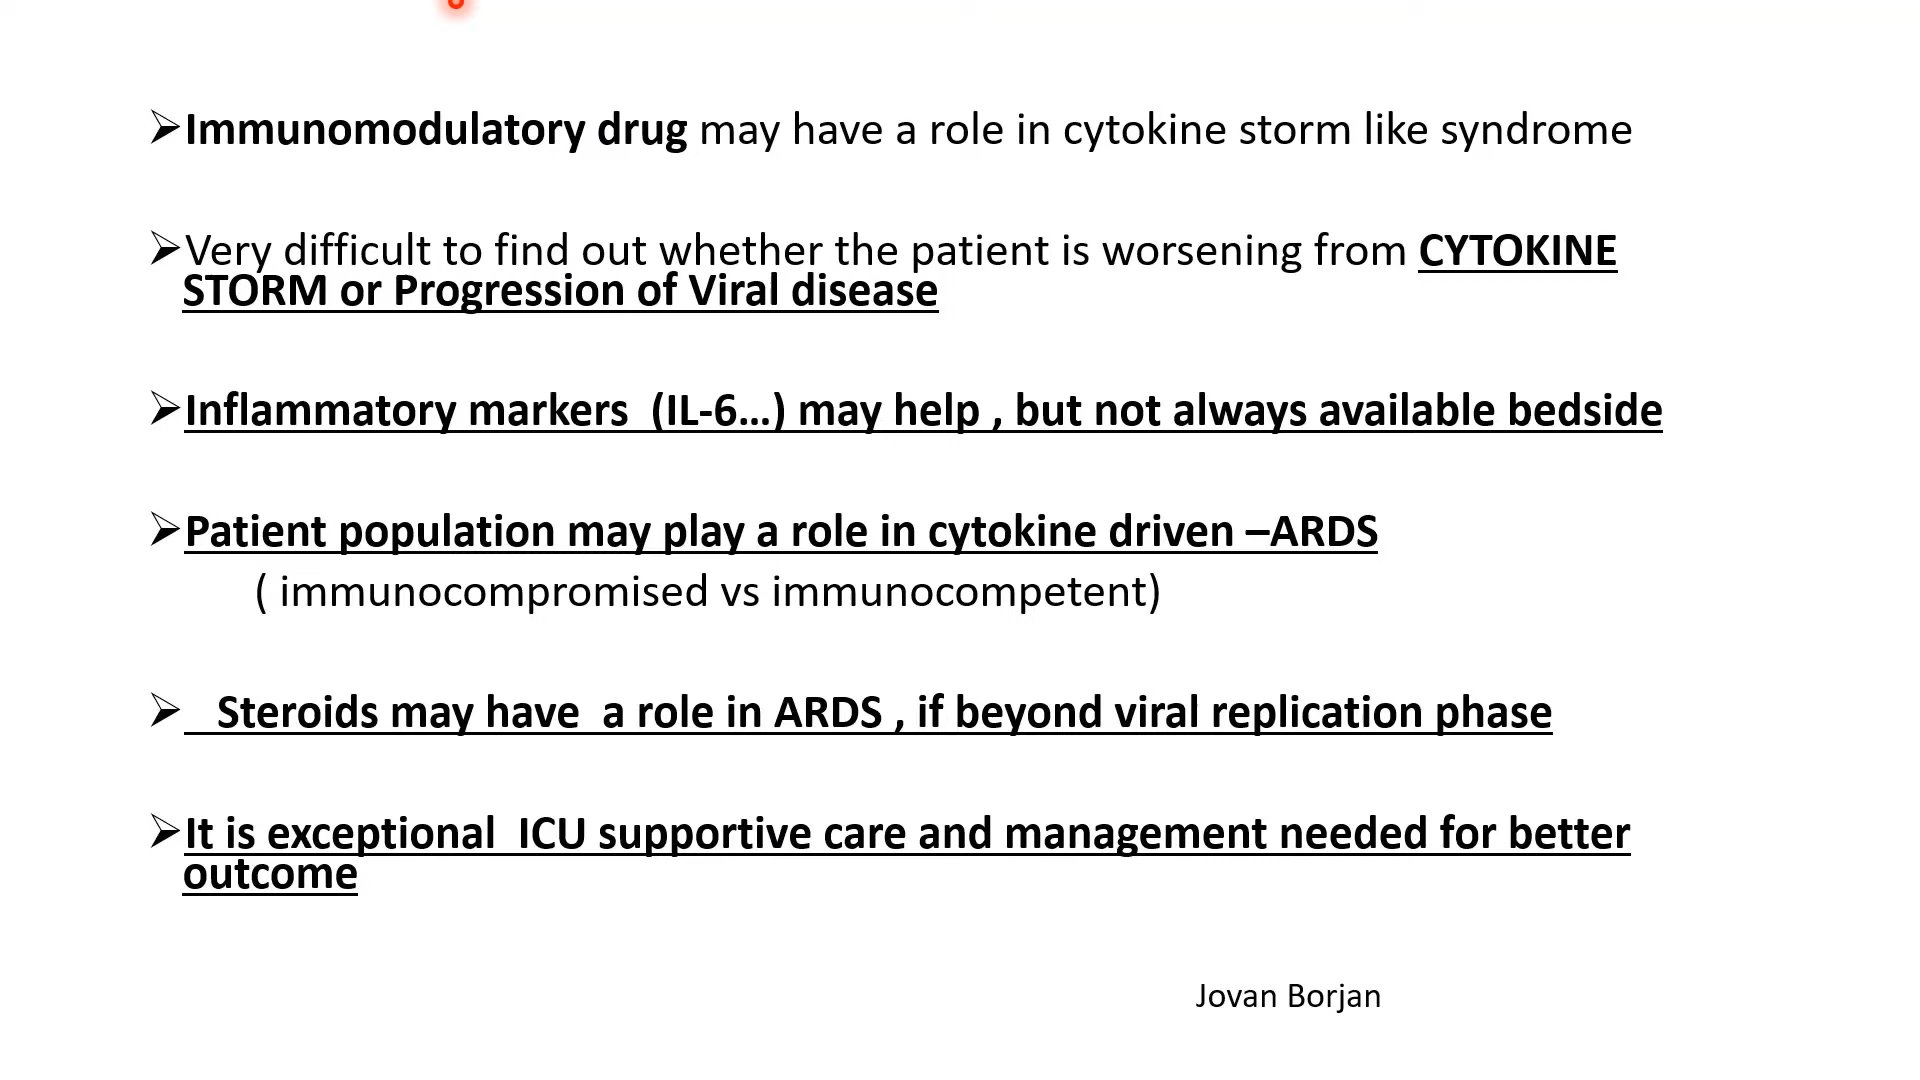 ➢Immunomodulatory drug may have a role in cytokine storm like syndrome
➢Very difficult to find out whether the patient is worsening from CYTOKINE
STORM or Progression of Viral disease
➢Inflammatory markers  (IL-6...) may help , but not always available bedside
➢Patient population may play a role in cytokine driven –ARDS
( immunocompromised vs immunocompetent)
➢   Steroids may have  a role in ARDS , if beyond viral replication phase
➢It is exceptional  ICU supportive care and management needed for better
outcome
Jovan Borjan